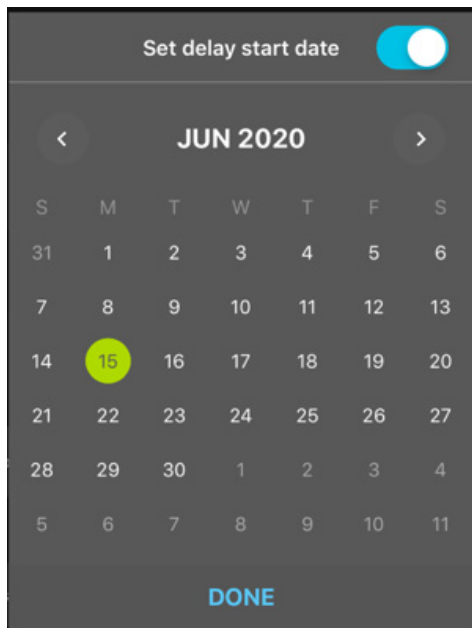 Set delay start date
< JUN 2020 >
S M T W T F S
31 1 2 3 4 5 6
7 8 9 10 11 12 13
14 15 16 17 18 19 20
21 22 23 24 25 26 27
28 29 30 1 2 3 4
5 6 7 8 9 10 11
DONE